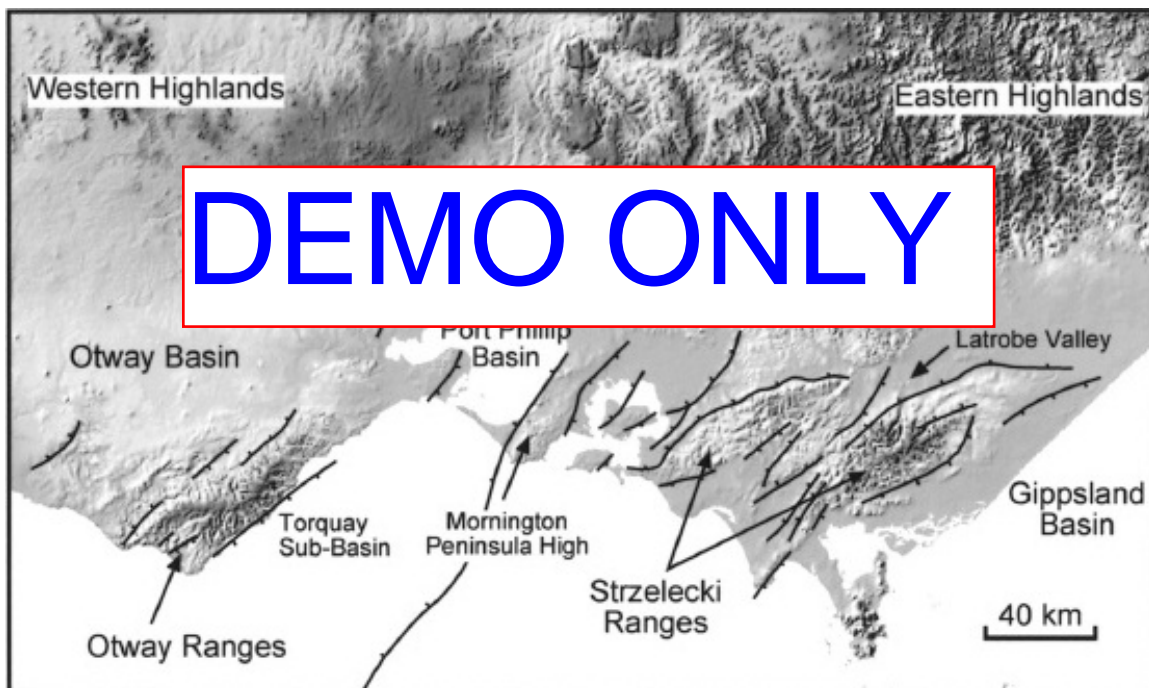 Western Highlands
Eastern Highlands
DEMO ONLY
Port Phillip
Basin
Otway Basin
Latrobe Valley
Torquay
Sub-Basin
Mornington
Peninsula High
Gippsland
Basin
Strzelecki
Ranges
Otway Ranges
40 km